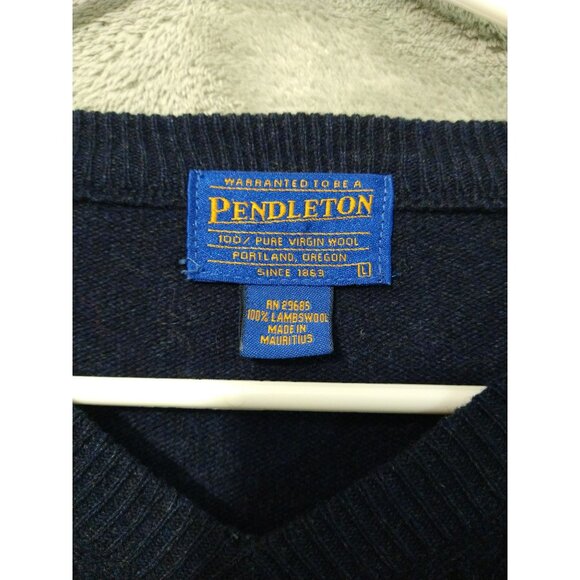 WARRANTED TO BE A
PENDLETON
100% PURE VIRGIN WOOL
PORTLAND, OREGON
SINCE 1863 L
RN 29685
100% LAMBSWOOL
MADE IN
MAURITIUS